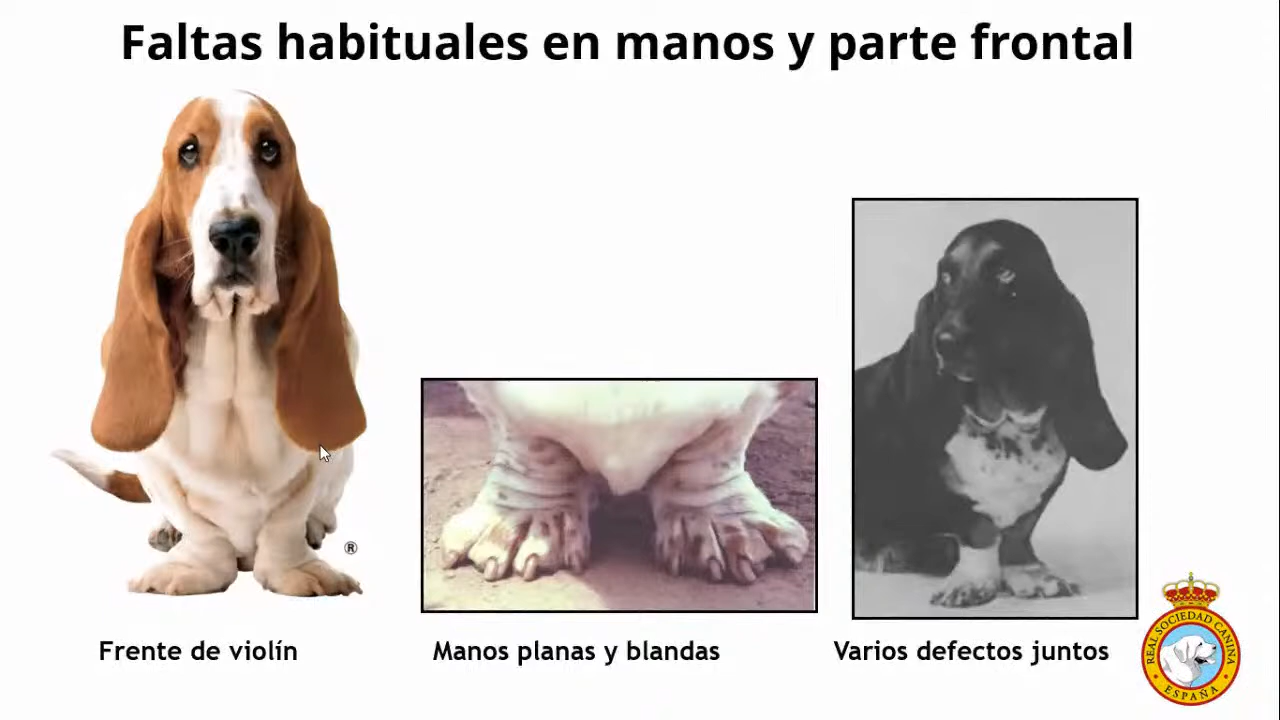 Faltas habituales en manos y parte frontal
®
Frente de violín
Manos planas y blandas
Varios defectos juntos
REAL SOCIEDAD CANINA
ESPAÑA